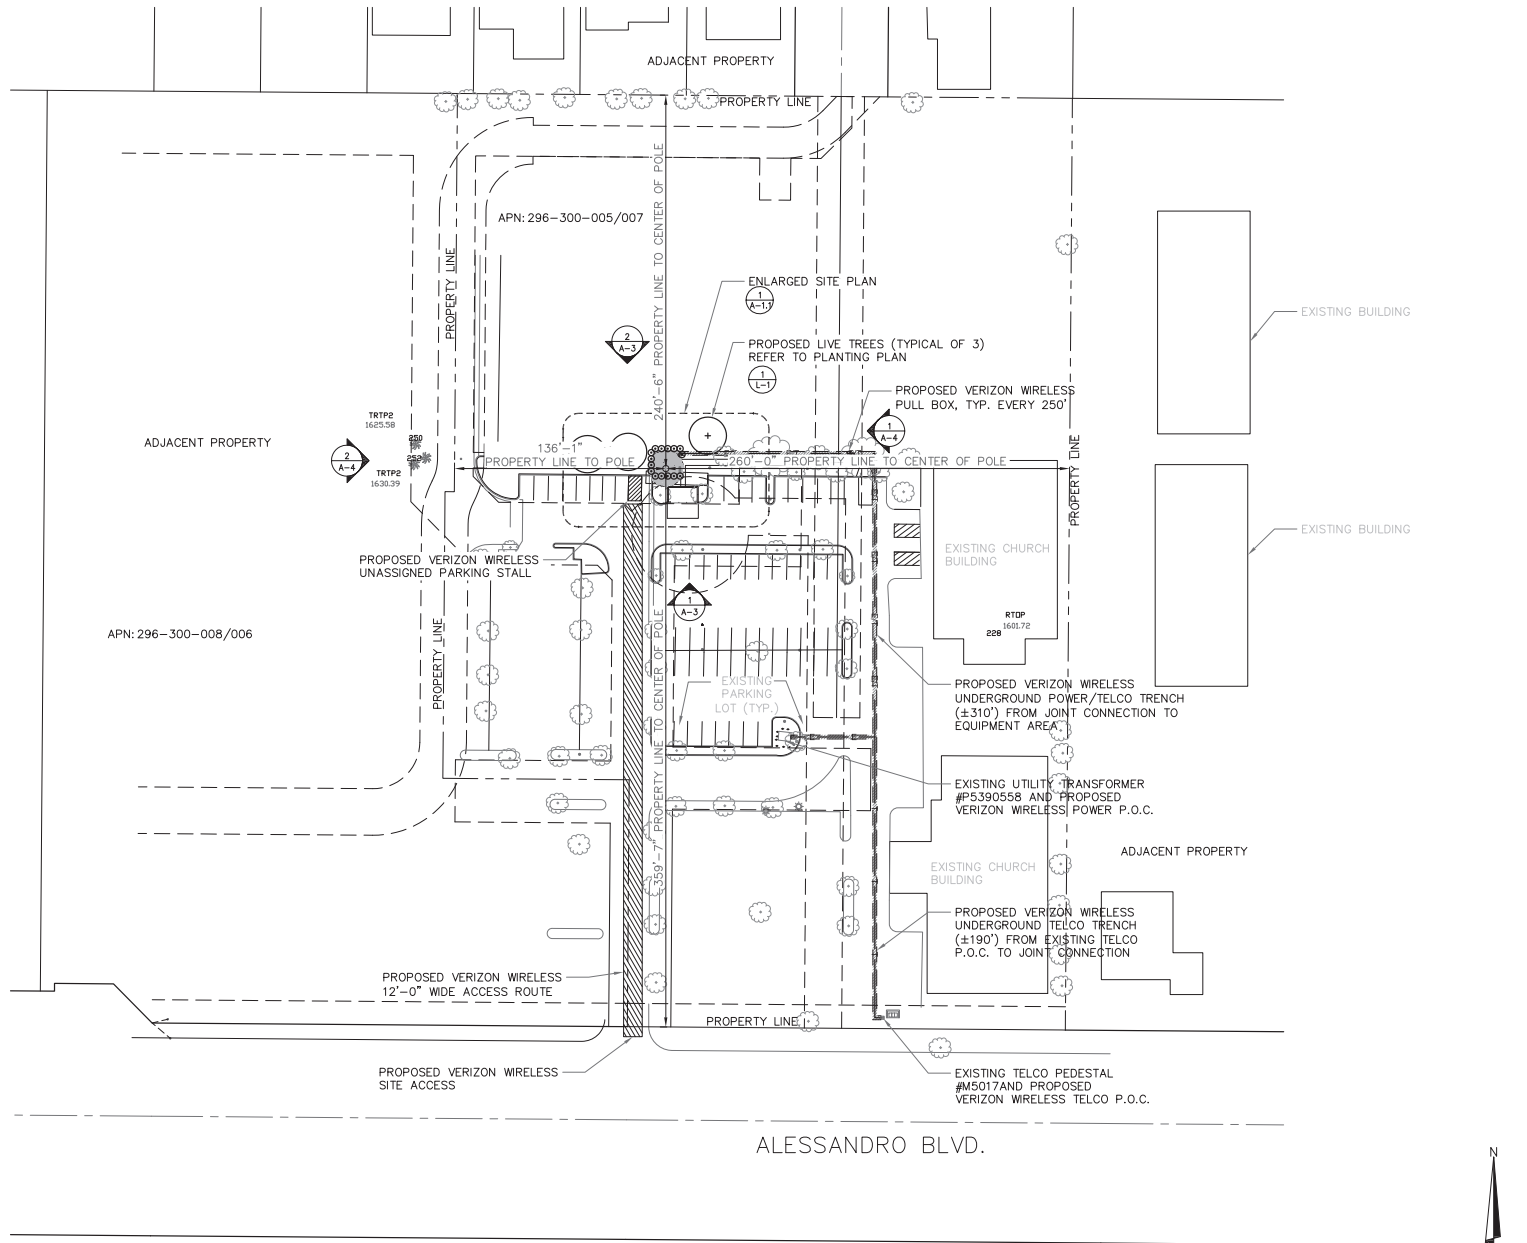 ADJACENT PROPERTY
PROPERTY LINE
APN: 296-300-005/007
240'-6" PROPERTY LINE TO CENTER OF POLE
PROPERTY LINE
ENLARGED SITE PLAN
1
A-1.1
EXISTING BUILDING
2
A-3
PROPOSED LIVE TREES (TYPICAL OF 3)
REFER TO PLANTING PLAN
1
L-1
PROPOSED VERIZON WIRELESS
PULL BOX, TYP. EVERY 250'
TRTP2
1625.58
250
1
A-4
ADJACENT PROPERTY
2
A-4
252
TRTP2
1630.39
136'-1"
PROPERTY LINE TO POLE
260'-0" PROPERTY LINE TO CENTER OF POLE
PROPERTY LINE
EXISTING BUILDING
EXISTING CHURCH
BUILDING
PROPOSED VERIZON WIRELESS
UNASSIGNED PARKING STALL
1
A-3
RTOP
1601.72
228
APN: 296-300-008/006
PROPERTY LINE
359'-7" PROPERTY LINE TO CENTER OF POLE
EXISTING
PARKING
LOT (TYP.)
PROPOSED VERIZON WIRELESS
UNDERGROUND POWER/TELCO TRENCH
(±310') FROM JOINT CONNECTION TO
EQUIPMENT AREA
EXISTING UTILITY TRANSFORMER
#P5390558 AND PROPOSED
VERIZON WIRELESS POWER P.O.C.
ADJACENT PROPERTY
EXISTING CHURCH
BUILDING
PROPOSED VERIZON WIRELESS
UNDERGROUND TELCO TRENCH
(±190') FROM EXISTING TELCO
P.O.C. TO JOINT CONNECTION
PROPOSED VERIZON WIRELESS
12'-0" WIDE ACCESS ROUTE
PROPERTY LINE
PROPOSED VERIZON WIRELESS
SITE ACCESS
EXISTING TELCO PEDESTAL
#M5017AND PROPOSED
VERIZON WIRELESS TELCO P.O.C.
ALESSANDRO BLVD.
N